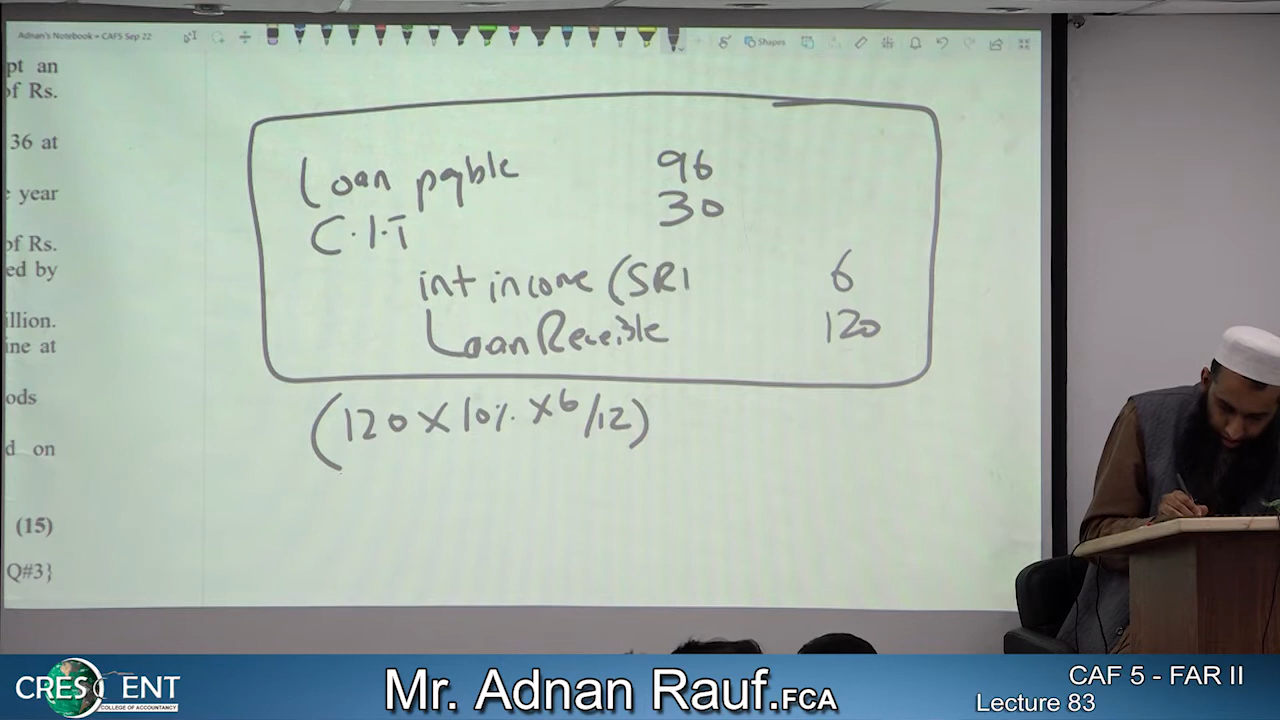 Adnan's Notebook » CAF5 Sep 22
Shapes
pt an
of Rs.
36 at
year
of Rs.
ed by
illion.
ine at
ods
d on
(15)
Q#3}
Loan payble 96
C.I.T 30
int income (SRI 6
Loan Receible 120
(120 X 10% X 6/12)
CRESCENT
COLLEGE OF ACCOUNTANCY
Mr. Adnan Rauf.FCA
CAF 5 - FAR II
Lecture 83